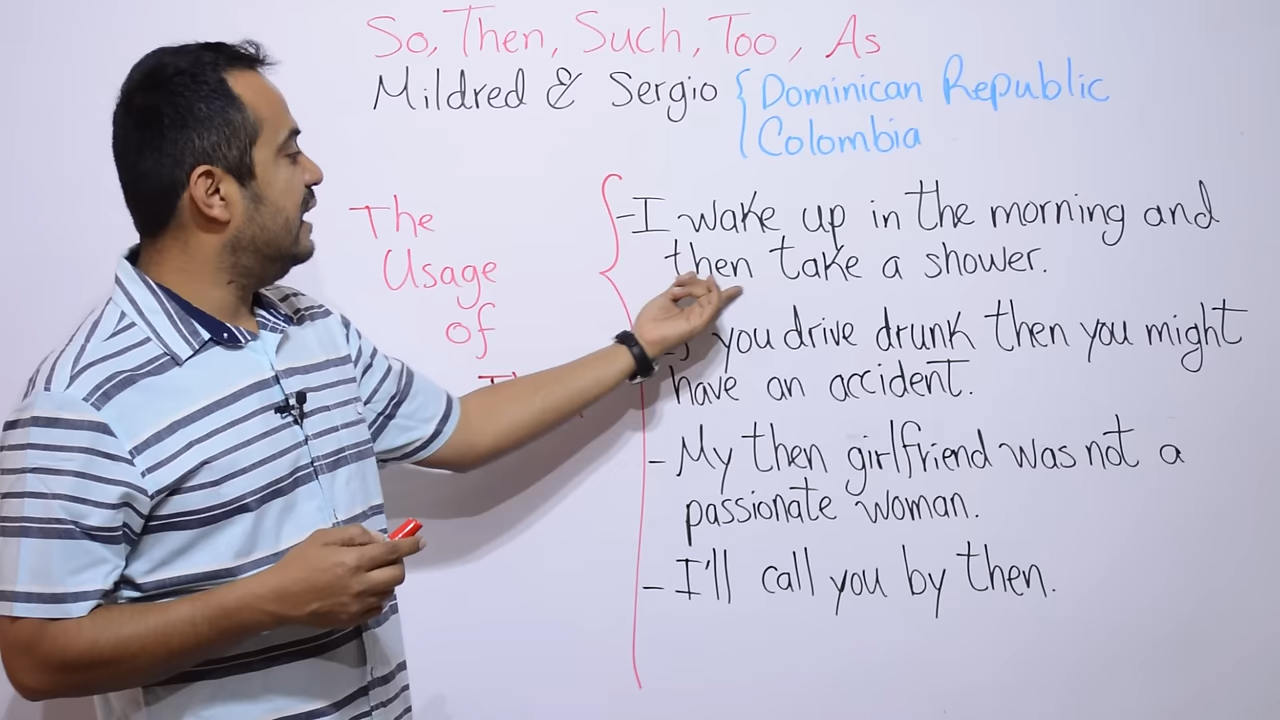 So, Then, Such, Too, As
Mildred & Sergio { Dominican Republic
Colombia
The
Usage
of
- I wake up in the morning and
then take a shower.
you drive drunk then you might
have an accident.
- My then girlfriend was not a
passionate woman.
- I'll call you by then.